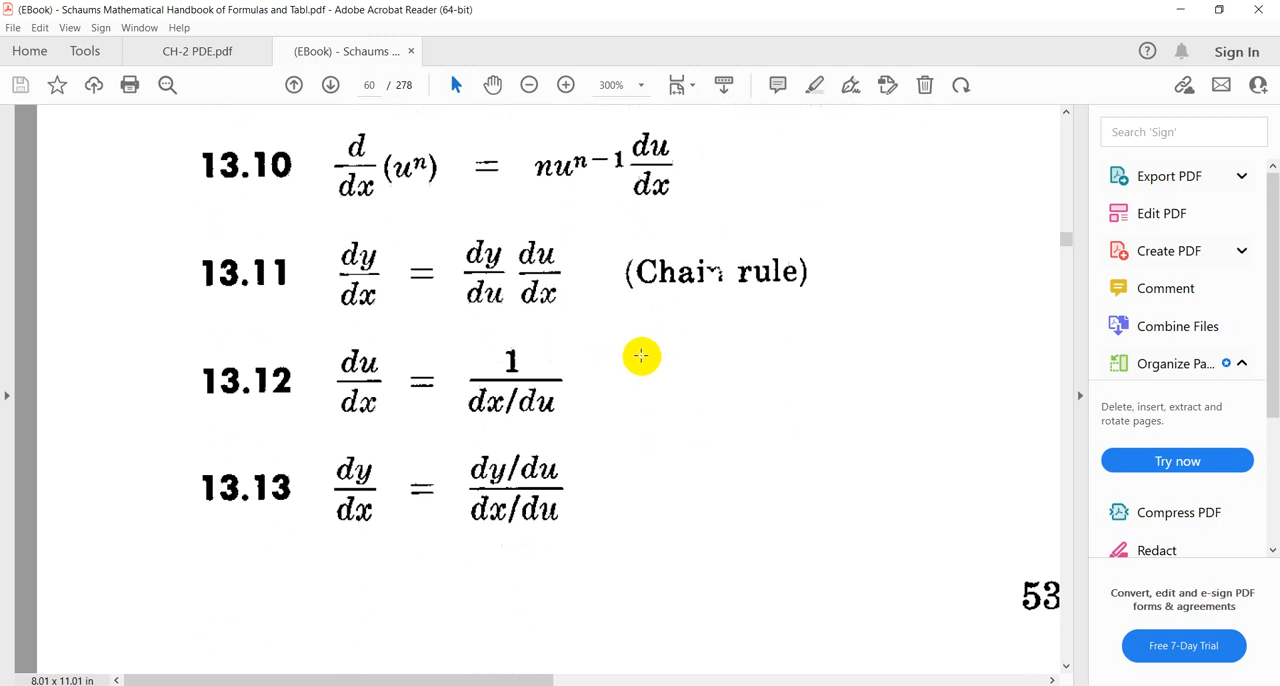 (EBook) - Schaums Mathematical Handbook of Formulas and Tabl.pdf - Adobe Acrobat Reader (64-bit)
File Edit View Sign Window Help
Home Tools CH-2 PDE.pdf (EBook) - Schaums ... × Sign In
60 / 278 300%
Search 'Sign'
13.10 d/dx (uⁿ) = nuⁿ⁻¹ du/dx
13.11 dy/dx = dy/du du/dx (Chain rule)
13.12 du/dx = 1/(dx/du)
13.13 dy/dx = (dy/du)/(dx/du)
53
8.01 x 11.01 in
Export PDF
Edit PDF
Create PDF
Comment
Combine Files
Organize Pa...
Delete, insert, extract and
rotate pages.
Try now
Compress PDF
Redact
Convert, edit and e-sign PDF
forms & agreements
Free 7-Day Trial